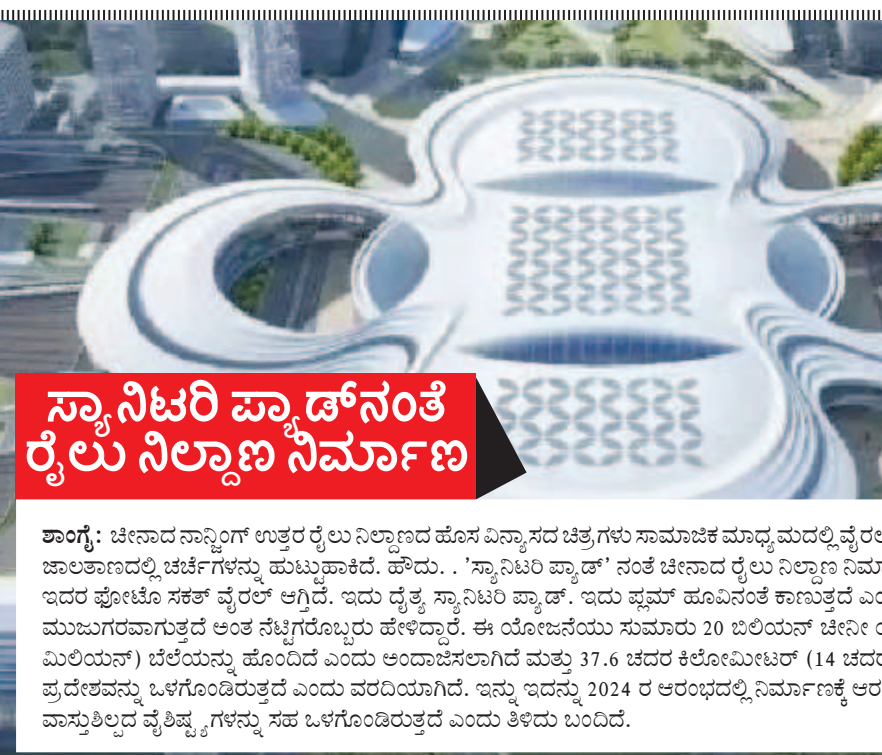 ಸ್ಯಾನಿಟರಿ ಪ್ಯಾಡ್‌ನಂತೆ
ರೈಲು ನಿಲ್ದಾಣ ನಿರ್ಮಾಣ
ಶಾಂಗೈ: ಚೀನಾದ ನಾನ್ಜಿಂಗ್ ಉತ್ತರ ರೈಲು ನಿಲ್ದಾಣದ ಹೊಸ ವಿನ್ಯಾಸದ ಚಿತ್ರಗಳು ಸಾಮಾಜಿಕ ಮಾಧ್ಯಮದಲ್ಲಿ
ಜಾಲತಾಣದಲ್ಲಿ ಚರ್ಚೆಗಳನ್ನು ಹುಟ್ಟುಹಾಕಿದೆ. ಹೌದು. . 'ಸ್ಯಾನಿಟರಿ ಪ್ಯಾಡ್' ನಂತೆ ಚೀನಾದ ರೈಲು ನಿಲ್ದಾಣ
ಇದರ ಫೋಟೊ ಸಕತ್ ವೈರಲ್ ಆಗ್ತಿದೆ. ಇದು ದೈತ್ಯ ಸ್ಯಾನಿಟರಿ ಪ್ಯಾಡ್. ಇದು ಪ್ಲಮ್ ಹೂವಿನಂತೆ ಕಾಣುತ್ತದೆ
ಮುಜುಗರವಾಗುತ್ತದೆ ಅಂತ ನೆಟ್ಟಿಗರೊಬ್ಬರು ಹೇಳಿದ್ದಾರೆ. ಈ ಯೋಜನೆಯು ಸುಮಾರು 20 ಬಿಲಿಯನ್ ಚೀನೀ
ಮಿಲಿಯನ್) ಬೆಲೆಯನ್ನು ಹೊಂದಿದೆ ಎಂದು ಅಂದಾಜಿಸಲಾಗಿದೆ ಮತ್ತು 37.6 ಚದರ ಕಿಲೋಮೀಟರ್ (14
ಪ್ರದೇಶವನ್ನು ಒಳಗೊಂಡಿರುತ್ತದೆ ಎಂದು ವರದಿಯಾಗಿದೆ. ಇನ್ನು ಇದನ್ನು 2024 ರ ಆರಂಭದಲ್ಲಿ ನಿರ್ಮಾಣಕ್ಕೆ
ವಾಸ್ತುಶಿಲ್ಪದ ವೈಶಿಷ್ಟ್ಯಗಳನ್ನು ಸಹ ಒಳಗೊಂಡಿರುತ್ತದೆ ಎಂದು ತಿಳಿದು ಬಂದಿದೆ.